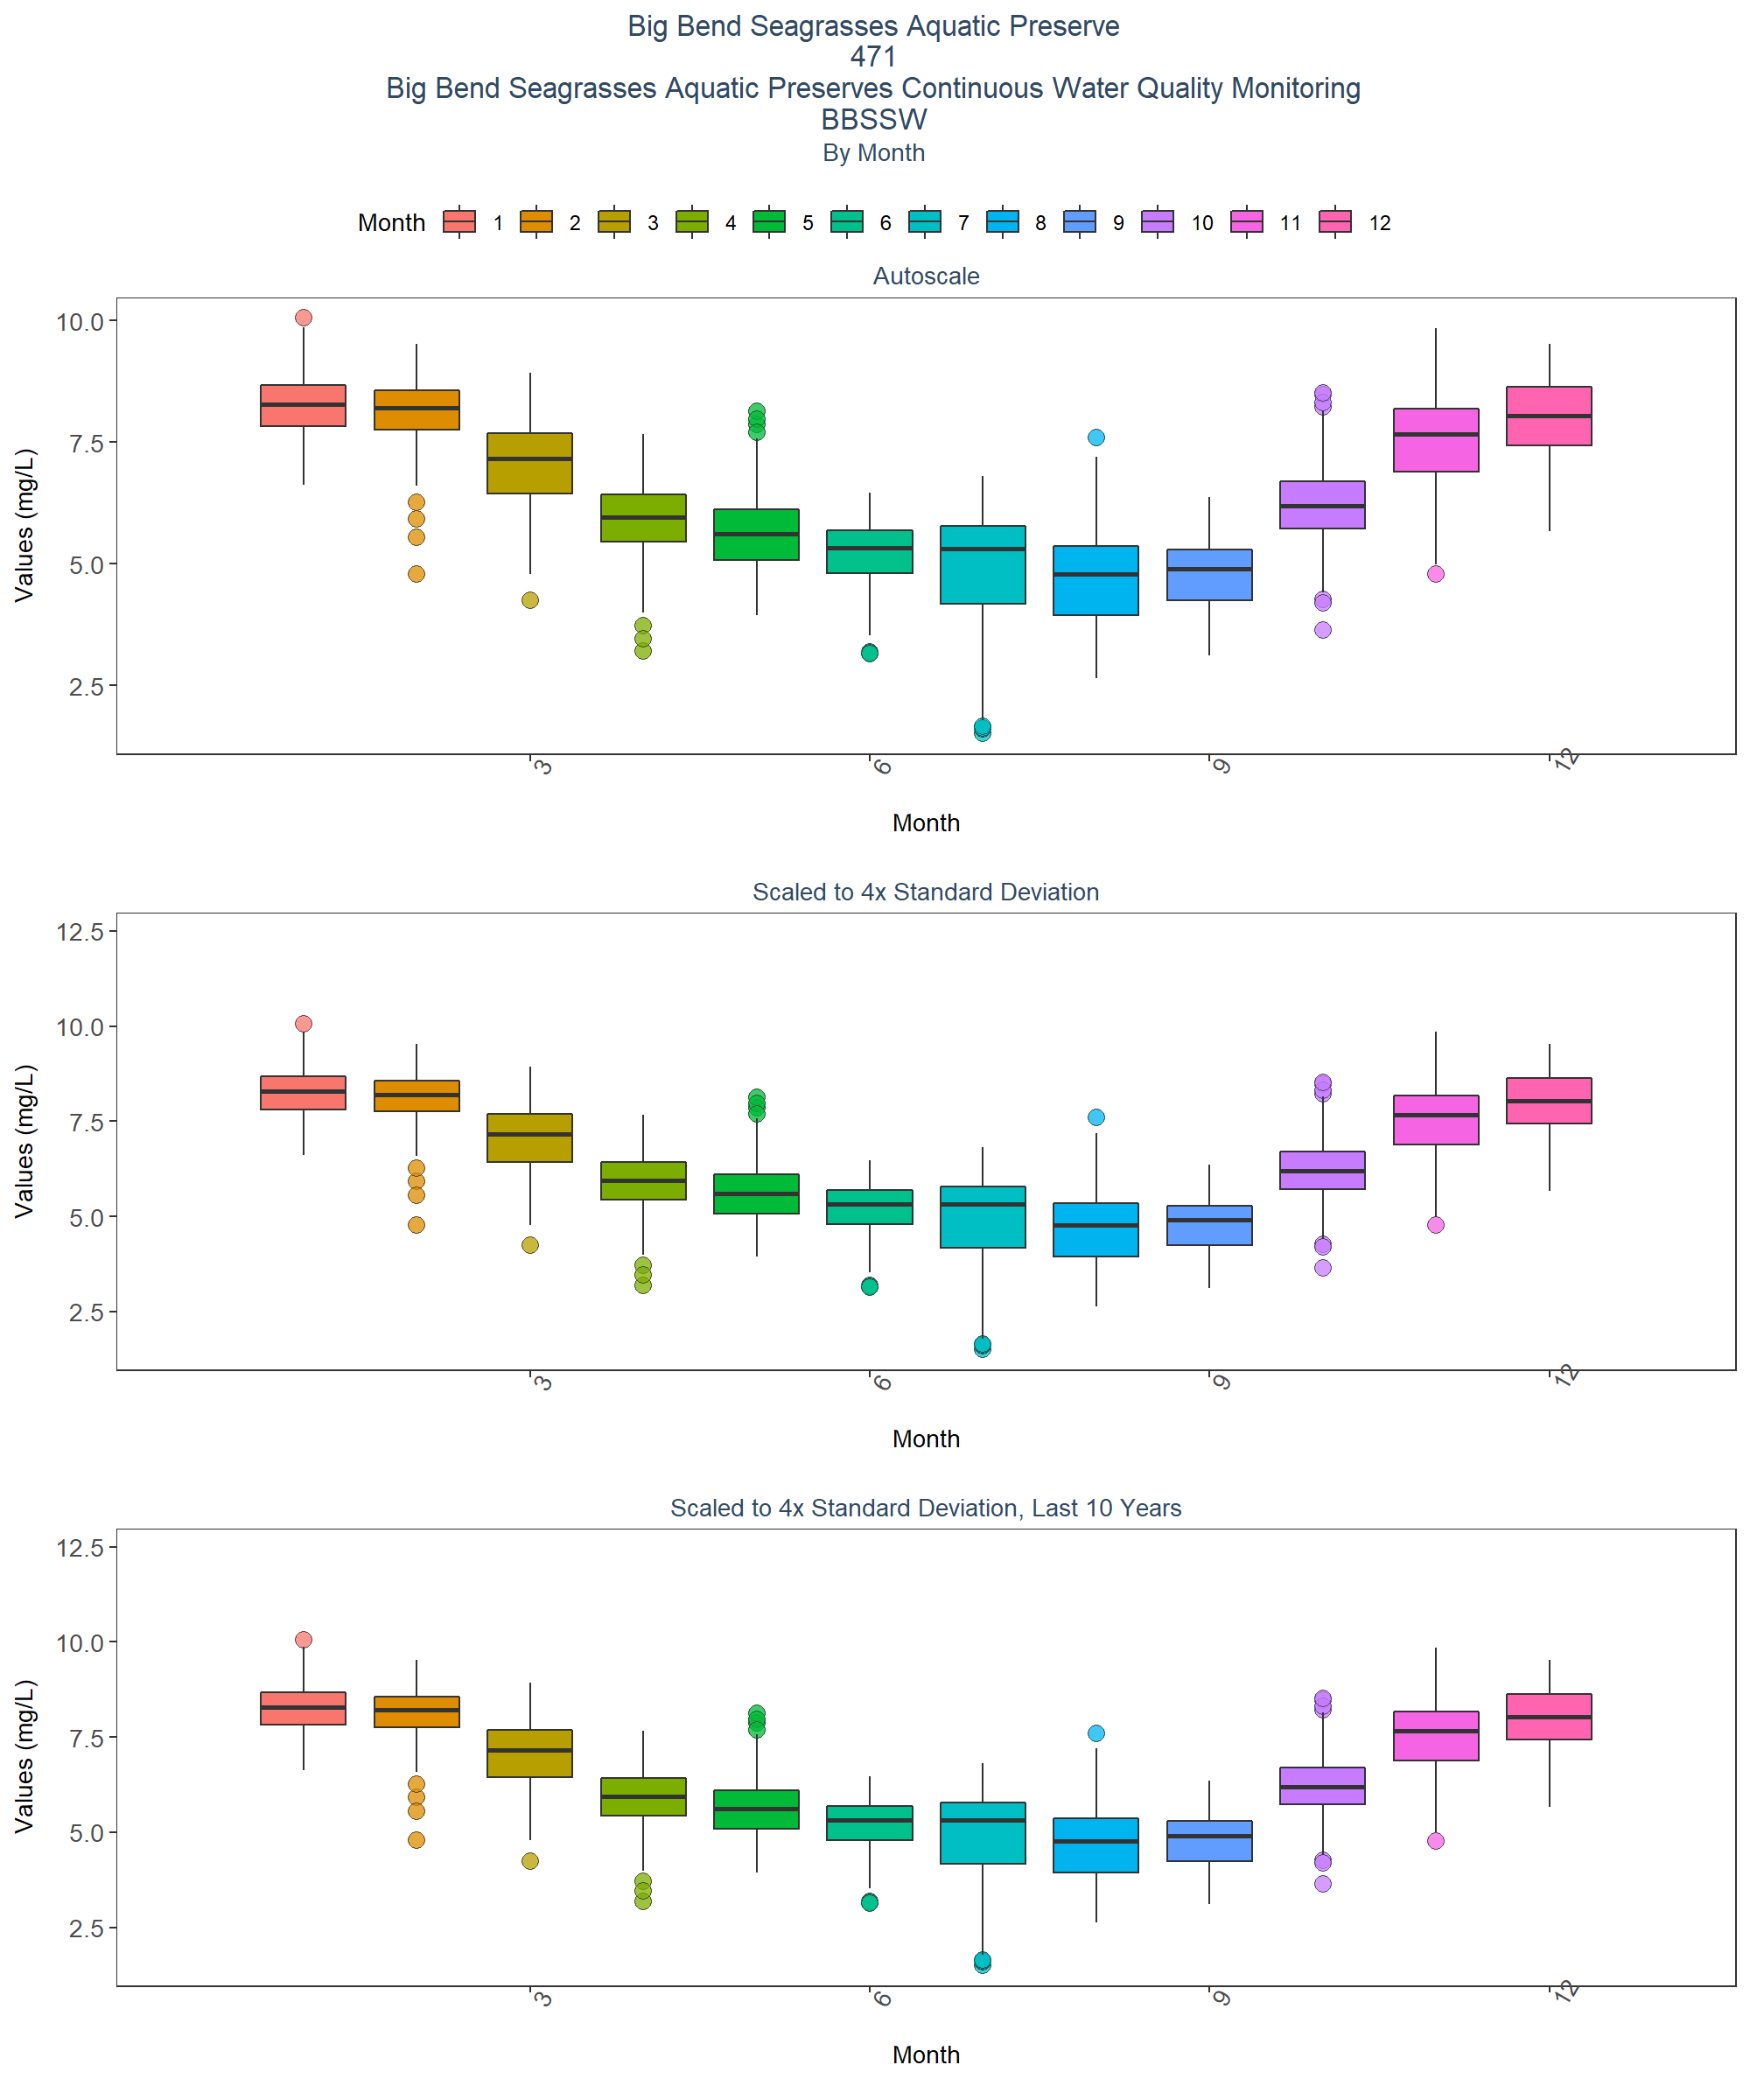 Big Bend Seagrasses Aquatic Preserve
471
Big Bend Seagrasses Aquatic Preserves Continuous Water Quality Monitoring
BBSSW
By Month
Month 1 2 3 4 5 6 7 8 9 10 11 12
Autoscale
Values (mg/L)
10.0
7.5
5.0
2.5
3 6 9 12
Month
Scaled to 4x Standard Deviation
Values (mg/L)
12.5
10.0
7.5
5.0
2.5
3 6 9 12
Month
Scaled to 4x Standard Deviation, Last 10 Years
Values (mg/L)
12.5
10.0
7.5
5.0
2.5
3 6 9 12
Month